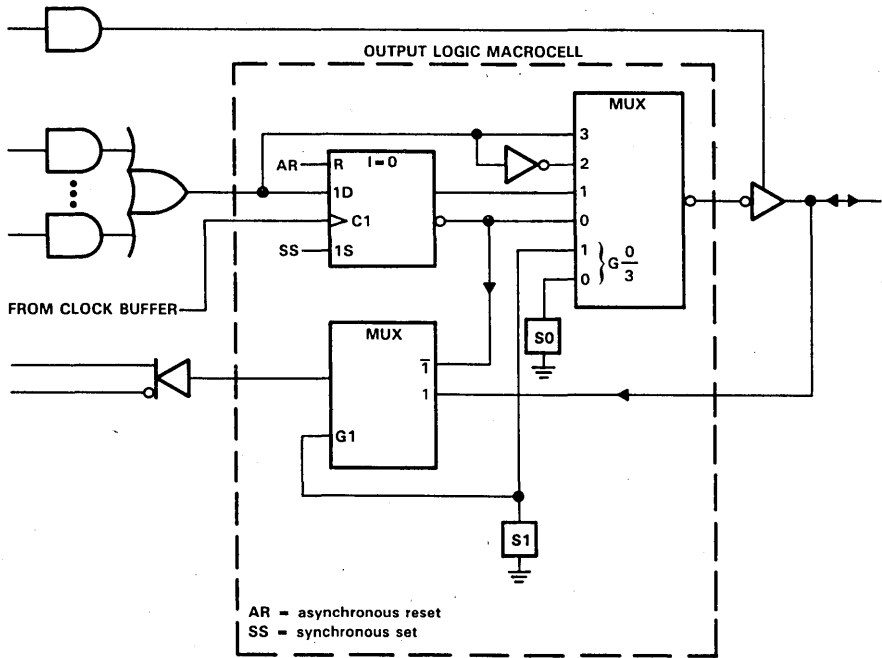 OUTPUT LOGIC MACROCELL
MUX
3
2
1
0
1
0
G 0/3
AR
R
I=0
1D
C1
SS
1S
FROM CLOCK BUFFER
S0
MUX
1̅
1
G1
S1
AR = asynchronous reset
SS = synchronous set